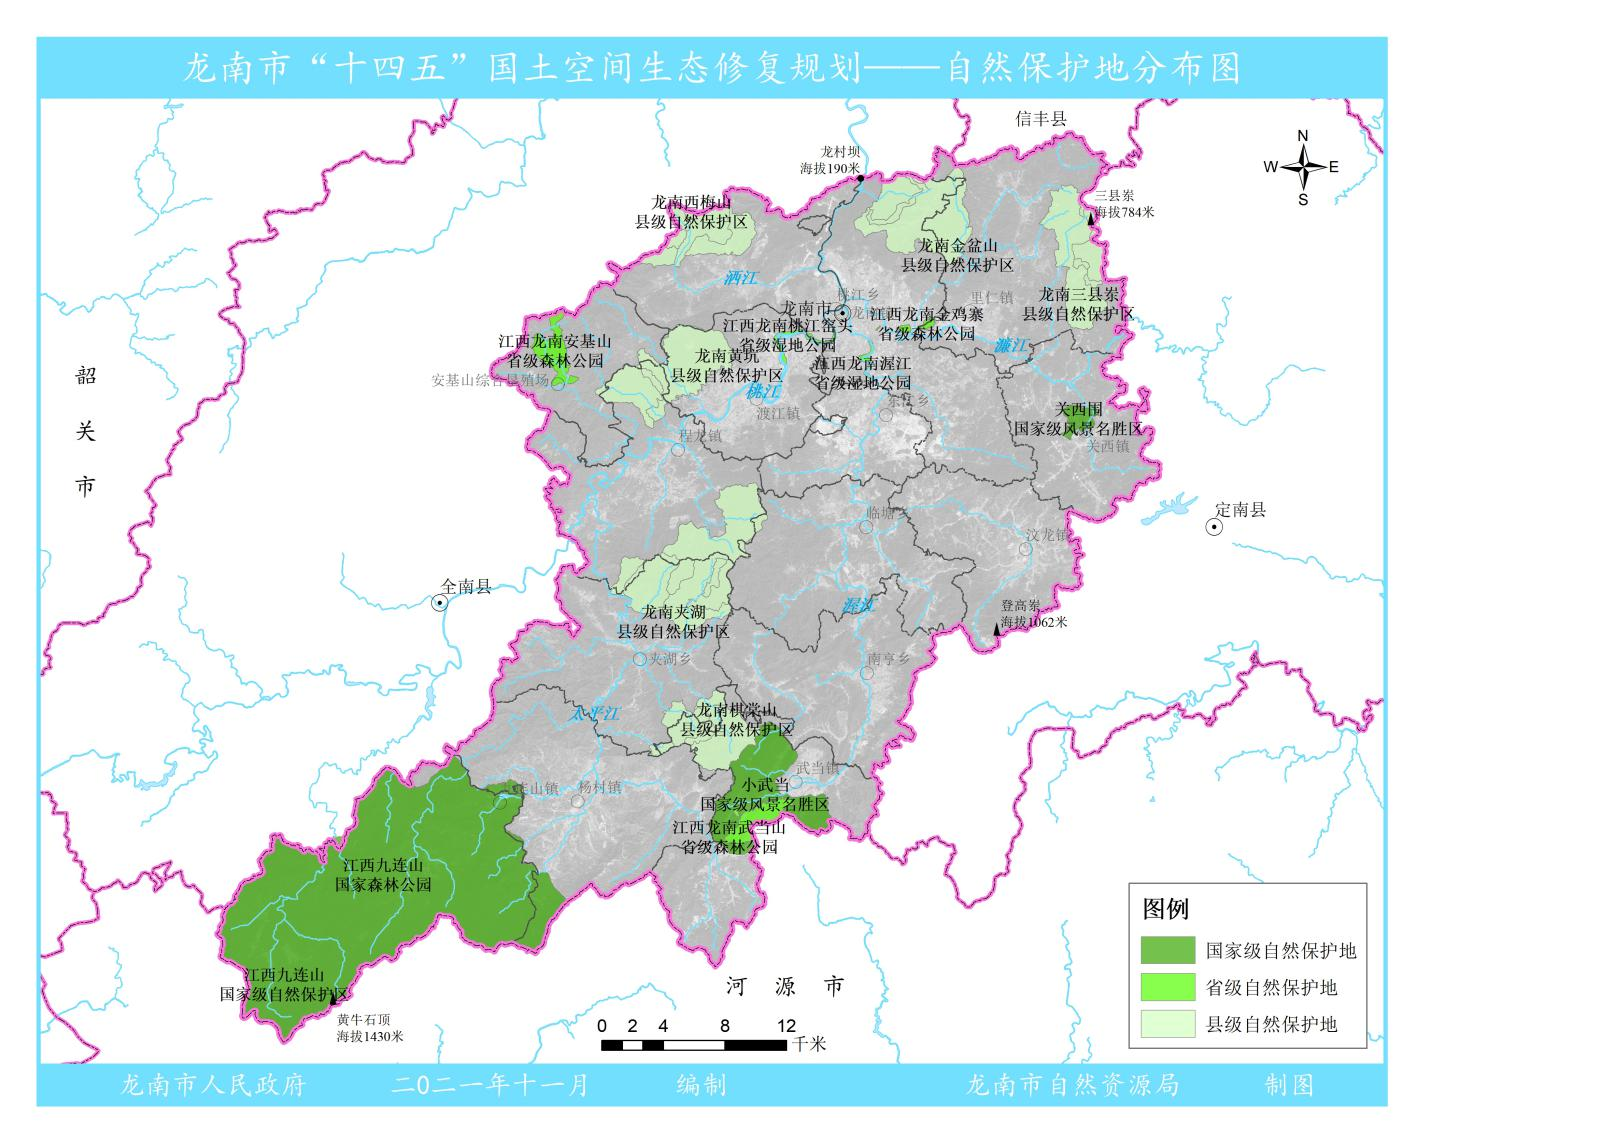 龙南市“十四五”国土空间生态修复规划——自然保护地分布图
信丰县
N
W
E
S
龙村坝
海拔190米
三县岽
海拔784米
龙南西梅山
县级自然保护区
龙南金盆山
县级自然保护区
洒江
桃江乡
里仁镇
龙南三县岽
县级自然保护区
龙南市
江西龙南桃江窑头
省级湿地公园
江西龙南金鸡寨
省级森林公园
濂江
江西龙南安基山
省级森林公园
安基山综合垦殖场
龙南黄坑
县级自然保护区
江西龙南渥江
省级湿地公园
桃江
渡江镇
东江乡
关西围
国家级风景名胜区
关西镇
程龙镇
韶
关
市
临塘乡
汶龙镇
定南县
全南县
龙南夹湖
县级自然保护区
渥江
登高岽
海拔1062米
夹湖乡
南亨乡
太平江
龙南棋棠山
县级自然保护区
武当镇
小武当
国家级风景名胜区
杨村镇
江西龙南武当山
省级森林公园
江西九连山
国家森林公园
江西九连山
国家级自然保护区
黄牛石顶
海拔1430米
河源市
0 2 4 8 12
千米
图例
国家级自然保护地
省级自然保护地
县级自然保护地
龙南市人民政府 二〇二一年十一月 编制 龙南市自然资源局 制图